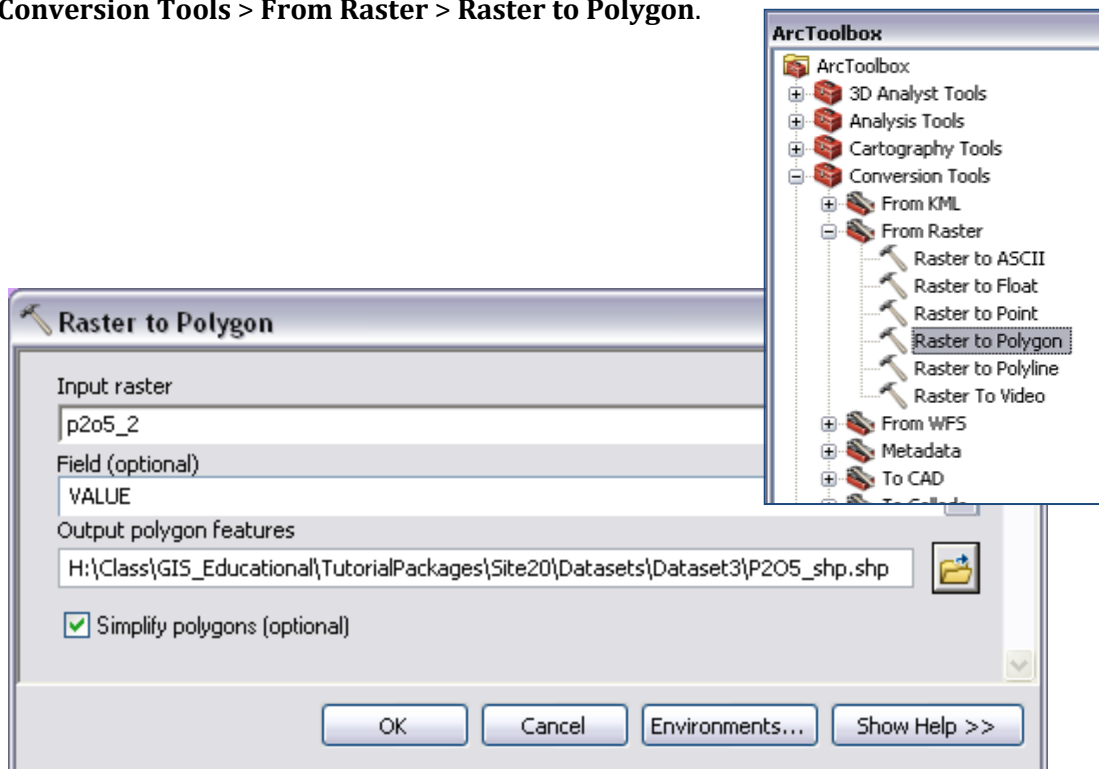 Conversion Tools > From Raster > Raster to Polygon.
ArcToolbox
ArcToolbox
3D Analyst Tools
Analysis Tools
Cartography Tools
Conversion Tools
From KML
From Raster
Raster to ASCII
Raster to Float
Raster to Point
Raster to Polygon
Raster to Polyline
Raster To Video
From WFS
Metadata
To CAD
Raster to Polygon
Input raster
p2o5_2
Field (optional)
VALUE
Output polygon features
H:\Class\GIS_Educational\TutorialPackages\Site20\Datasets\Dataset3\P2O5_shp.shp
Simplify polygons (optional)
OK
Cancel
Environments...
Show Help >>